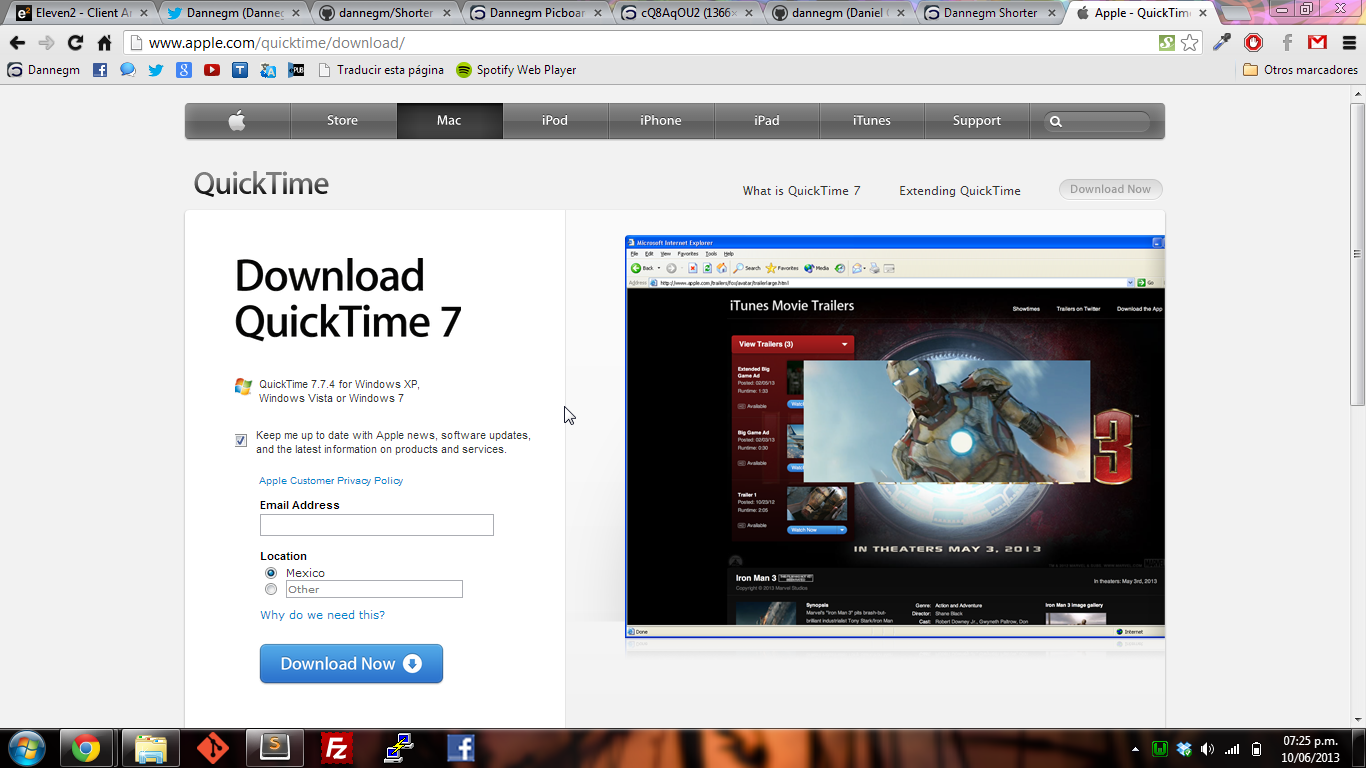 Eleven2 - Client Ar
Dannegm (Danneg
dannegm/Shorter
Dannegm Picboar
cQ8AqOU2 (1366×
dannegm (Daniel
Dannegm Shorter
Apple - QuickTim
www.apple.com/quicktime/download/
Dannegm
Traducir esta página
Spotify Web Player
Otros marcadores
Store
Mac
iPod
iPhone
iPad
iTunes
Support
QuickTime
What is QuickTime 7
Extending QuickTime
Download Now
Download
QuickTime 7
QuickTime 7.7.4 for Windows XP,
Windows Vista or Windows 7
Keep me up to date with Apple news, software updates,
and the latest information on products and services.
Apple Customer Privacy Policy
Email Address
Location
Mexico
Other
Why do we need this?
Download Now
Microsoft Internet Explorer
File Edit View Favorites Tools Help
Back Search Favorites Media
Address http://www.apple.com/trailers/fox/avatar/trailerlarge.html Go
iTunes Movie Trailers
Showtimes Trailers on Twitter Download the App
View Trailers (3)
Extended Big
Game Ad
Posted: 02/05/13
Runtime: 1:33
Available
Big Game Ad
Posted: 02/03/13
Runtime: 0:30
Available
Trailer 1
Posted: 10/23/12
Runtime: 2:05
Watch Now
Available
3
IN THEATERS MAY 3, 2013
Iron Man 3
In theaters: May 3rd, 2013
Copyright © 2013 Marvel Studios
Synopsis
Marvel's "Iron Man 3" pits brash-but-
brilliant industrialist Tony Stark/Iron Man
Genre: Action and Adventure
Director: Shane Black
Cast: Robert Downey Jr., Gwyneth Paltrow, Don
Iron Man 3 image gallery
Done
Internet
07:25 p.m.
10/06/2013